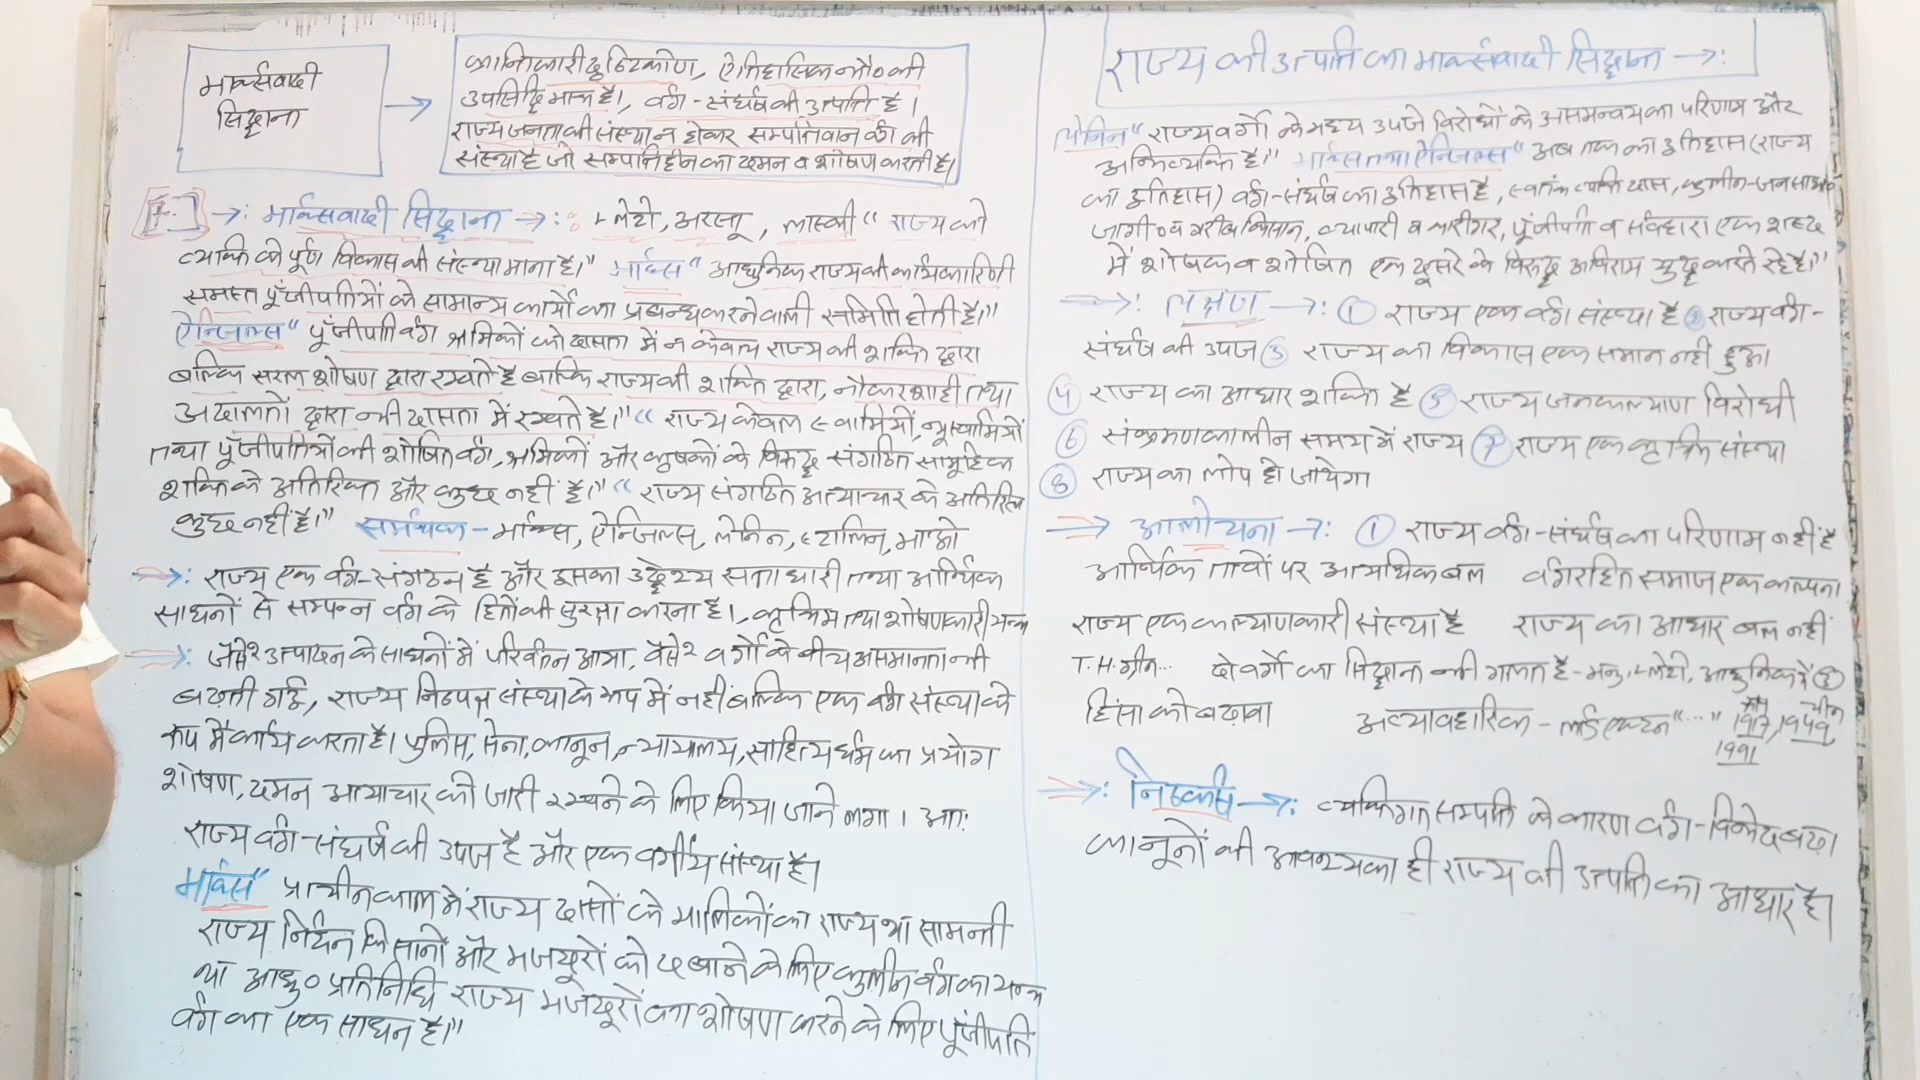 मार्क्सवादी
सिद्धान्त
क्रान्तिकारी दृष्टिकोण, ऐतिहासिक भौ० की
उपसिद्धि मात्र है।, वर्ग-संघर्ष की उत्पत्ति है।
राज्य जनता की संस्था न होकर सम्पत्तिवान वर्ग की
संस्था है जो सम्पत्तिहीन का दमन व शोषण करती है।
→: मार्क्सवादी सिद्धान्त →: प्लेटो, अरस्तू, लास्की " राज्य को
व्यक्ति के पूर्ण विकास की संस्था माना है।" मार्क्स " आधुनिक राज्य की कार्यकारिणी
समस्त पूँजीपतियों के सामान्य कार्यों का प्रबन्ध करने वाली समिति होती है।"
ऐन्जिल्स " पूँजीपति वर्ग श्रमिकों को दासता में न केवल राज्य की शक्ति द्वारा
बल्कि सरल शोषण द्वारा रखते है बल्कि राज्य की शक्ति द्वारा, नौकरशाही तथा
अदालतों द्वारा भी दासता में रखते है।" " राज्य केवल स्वामियों, भूस्वामियों
तथा पूँजीपतियों की शोषित वर्ग, श्रमिकों और कृषकों के विरूद्ध संगठित सामूहिक
शक्ति के अतिरिक्त और कुछ नहीं है।" " राज्य संगठित अत्याचार के अतिरिक्त
कुछ नहीं है।" समर्थक - मार्क्स, ऐन्जिल्स, लेनिन, स्टालिन, माओ
→: राज्य एक वर्ग-संगठन है और इसका उद्देश्य सत्ताधारी तथा आर्थिक
साधनों से सम्पन्न वर्ग के हितों की सुरक्षा करना है।, कृत्रिम तथा शोषणकारी यन्त्र
→: जैसे२ उत्पादन के साधनों में परिवर्तन आया, वैसे२ वर्गों के बीच असमानता भी
बढ़ती गई, राज्य निष्पक्ष संस्था के रूप में नहीं बल्कि एक वर्ग संस्था के
रूप में कार्य करता है। पुलिस, सेना, कानून, न्यायालय, साहित्य धर्म का प्रयोग
शोषण, दमन अत्याचार को जारी रखने के लिए किया जाने लगा। अतः
राज्य वर्ग-संघर्ष की उपज है और एक वर्गीय संस्था है।
मार्क्स " प्राचीन काल में राज्य दासों के मालिकों का राज्य था सामन्ती
राज्य निर्धन किसानों और मजदूरों को दबाने के लिए कुलीन वर्ग का यन्त्र
था आधु० प्रतिनिधि राज्य मजदूरों का शोषण करने के लिए पूँजीपति
वर्ग का एक साधन है।"
राज्य की उत्पत्ति का मार्क्सवादी सिद्धान्त →:
लेनिन " राज्य वर्गो के मध्य उपजे विरोधों के असमन्वय का परिणाम और
अभिव्यक्ति है।" मार्क्स तथा ऐन्जिल्स " अब तक का इतिहास (राज्य
का इतिहास) वर्ग-संघर्ष का इतिहास है, स्वतंत्र व्यक्ति दास, कुलीन-जनसाधा०
जागी० व गरीब किसान, व्यापारी व कारीगर, पूंजीपति व सर्वहारा एक शब्द
में शोषक व शोषित एक दूसरे के विरूद्ध अविराम युद्ध करते रहे है।"
→: लक्षण →: ① राज्य एक वर्ग संस्था है ② राज्य वर्ग-
संघर्ष की उपज ③ राज्य का विकास एक समान नहीं हुआ।
④ राज्य का आधार शक्ति है ⑤ राज्य जनकल्याण विरोधी
⑥ संक्रमणकालीन समय में राज्य ⑦ राज्य एक कृत्रिम संस्था
⑧ राज्य का लोप हो जायेगा
→ आलोचना →: ① राज्य वर्ग-संघर्ष का परिणाम नहीं है
आर्थिक तत्वों पर अत्यधिक बल वर्गरहित समाज एक कल्पना
राज्य एक कल्याणकारी संस्था है राज्य का आधार बल नहीं
T.H. ग्रीन... दो वर्गो का सिद्धान्त भी गलत है - मनु, प्लेटो, आधुनिक में ③
हिंसा को बढ़ावा अव्यावहारिक - लार्ड एक्टन "..." रूस 1917, चीन 1949
1991
→: निष्कर्ष →: व्यक्तिगत सम्पत्ति के कारण वर्ग-विभेद बढ़ा
कानूनों की आवश्यकता ही राज्य की उत्पत्ति का आधार है।